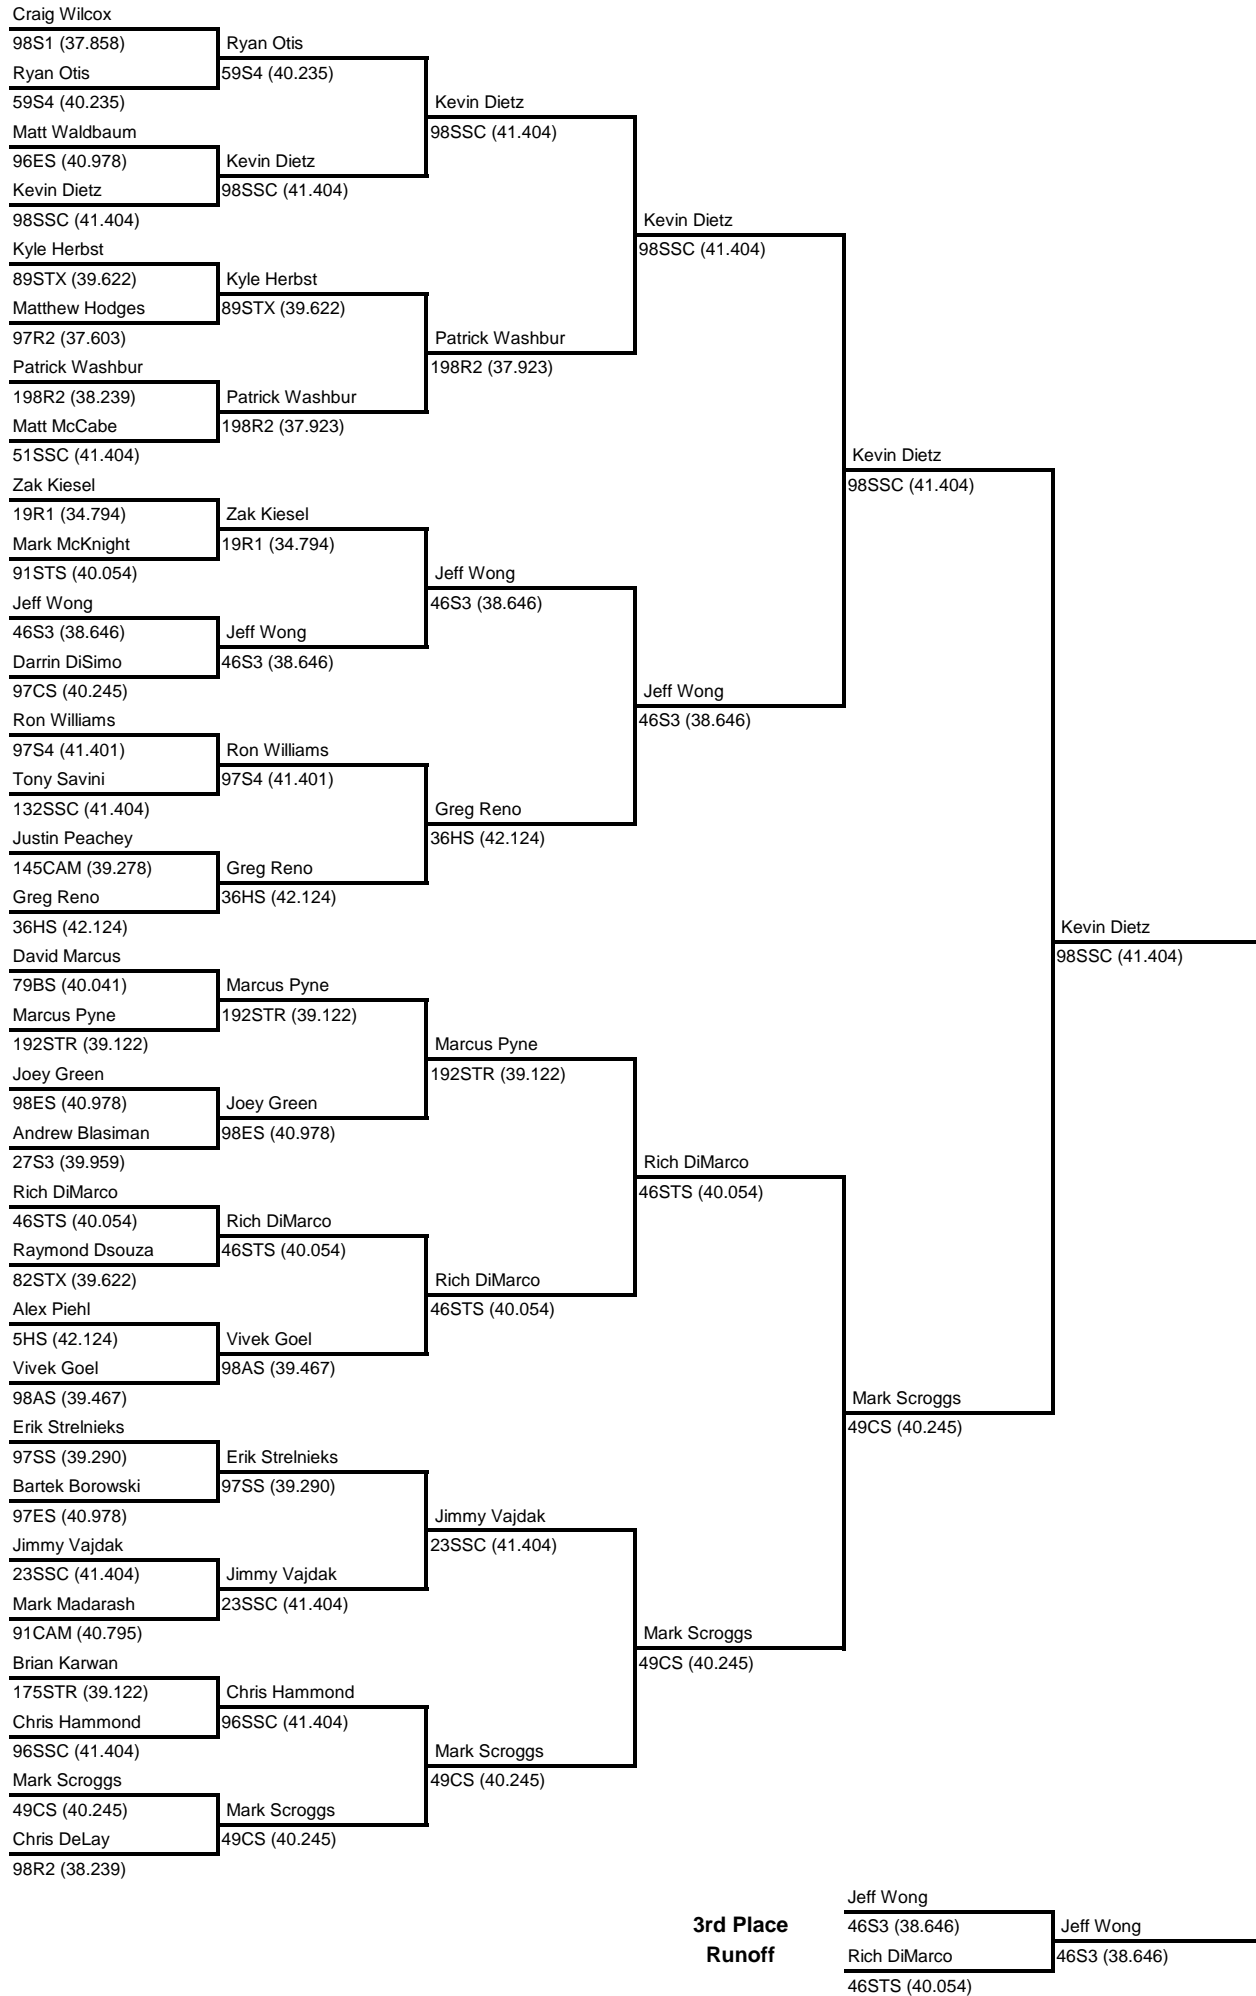 Craig Wilcox
98S1 (37.858)
Ryan Otis
59S4 (40.235)
Matt Waldbaum
96ES (40.978)
Kevin Dietz
98SSC (41.404)
Kyle Herbst
89STX (39.622)
Matthew Hodges
97R2 (37.603)
Patrick Washbur
198R2 (38.239)
Matt McCabe
51SSC (41.404)
Zak Kiesel
19R1 (34.794)
Mark McKnight
91STS (40.054)
Jeff Wong
46S3 (38.646)
Darrin DiSimo
97CS (40.245)
Ron Williams
97S4 (41.401)
Tony Savini
132SSC (41.404)
Justin Peachey
145CAM (39.278)
Greg Reno
36HS (42.124)
David Marcus
79BS (40.041)
Marcus Pyne
192STR (39.122)
Joey Green
98ES (40.978)
Andrew Blasiman
27S3 (39.959)
Rich DiMarco
46STS (40.054)
Raymond Dsouza
82STX (39.622)
Alex Piehl
5HS (42.124)
Vivek Goel
98AS (39.467)
Erik Strelnieks
97SS (39.290)
Bartek Borowski
97ES (40.978)
Jimmy Vajdak
23SSC (41.404)
Mark Madarash
91CAM (40.795)
Brian Karwan
175STR (39.122)
Chris Hammond
96SSC (41.404)
Mark Scroggs
49CS (40.245)
Chris DeLay
98R2 (38.239)
Ryan Otis
59S4 (40.235)
Kevin Dietz
98SSC (41.404)
Kyle Herbst
89STX (39.622)
Patrick Washbur
198R2 (37.923)
Zak Kiesel
19R1 (34.794)
Jeff Wong
46S3 (38.646)
Ron Williams
97S4 (41.401)
Greg Reno
36HS (42.124)
Marcus Pyne
192STR (39.122)
Joey Green
98ES (40.978)
Rich DiMarco
46STS (40.054)
Vivek Goel
98AS (39.467)
Erik Strelnieks
97SS (39.290)
Jimmy Vajdak
23SSC (41.404)
Chris Hammond
96SSC (41.404)
Mark Scroggs
49CS (40.245)
Kevin Dietz
98SSC (41.404)
Patrick Washbur
198R2 (37.923)
Jeff Wong
46S3 (38.646)
Greg Reno
36HS (42.124)
Marcus Pyne
192STR (39.122)
Rich DiMarco
46STS (40.054)
Jimmy Vajdak
23SSC (41.404)
Mark Scroggs
49CS (40.245)
Kevin Dietz
98SSC (41.404)
Jeff Wong
46S3 (38.646)
Rich DiMarco
46STS (40.054)
Mark Scroggs
49CS (40.245)
Kevin Dietz
98SSC (41.404)
Mark Scroggs
49CS (40.245)
Kevin Dietz
98SSC (41.404)
3rd Place
Runoff
Jeff Wong
46S3 (38.646)
Rich DiMarco
46STS (40.054)
Jeff Wong
46S3 (38.646)